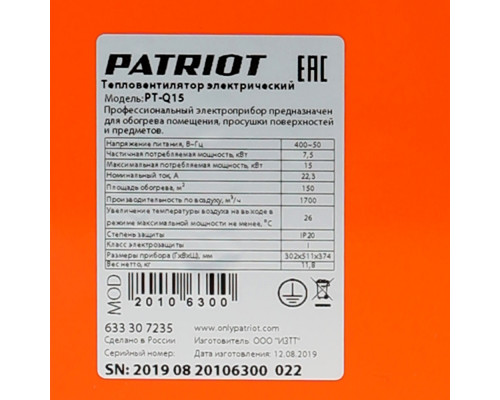 PATRIOT EAC
Тепловентилятор электрический
Модель: PT-Q15
Профессиональный электроприбор предназначен
для обогрева помещения, просушки поверхностей
и предметов.
Напряжение питания, В~Гц 400~50
Частичная потребляемая мощность, кВт 7,5
Максимальная потребляемая мощность, кВт 15
Номинальный ток, А 22,3
Площадь обогрева, м² 150
Производительность по воздуху, м³/ч 1700
Увеличение температуры воздуха на выходе в
режиме максимальной мощности не менее, °С 26
Степень защиты IP20
Класс электрозащиты I
Размеры прибора (ГхВхШ), мм 302х511х374
Вес нетто, кг 11,8
MOD
2010 6300
633 30 7235 www.onlypatriot.com
Сделано в России Изготовитель: ООО "ИЗТТ"
Серийный номер: Дата изготовления: 12.08.2019
SN: 2019 08 20106300 022